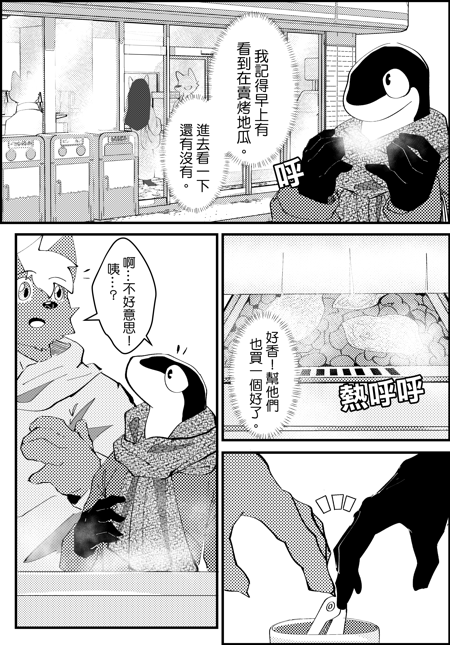 我記得早上有
看到在賣烤地瓜。
進去看一下
還有沒有。
呼
好香！幫他們
也買一個好了。
熱呼呼
啊…不好意思！
咦…？